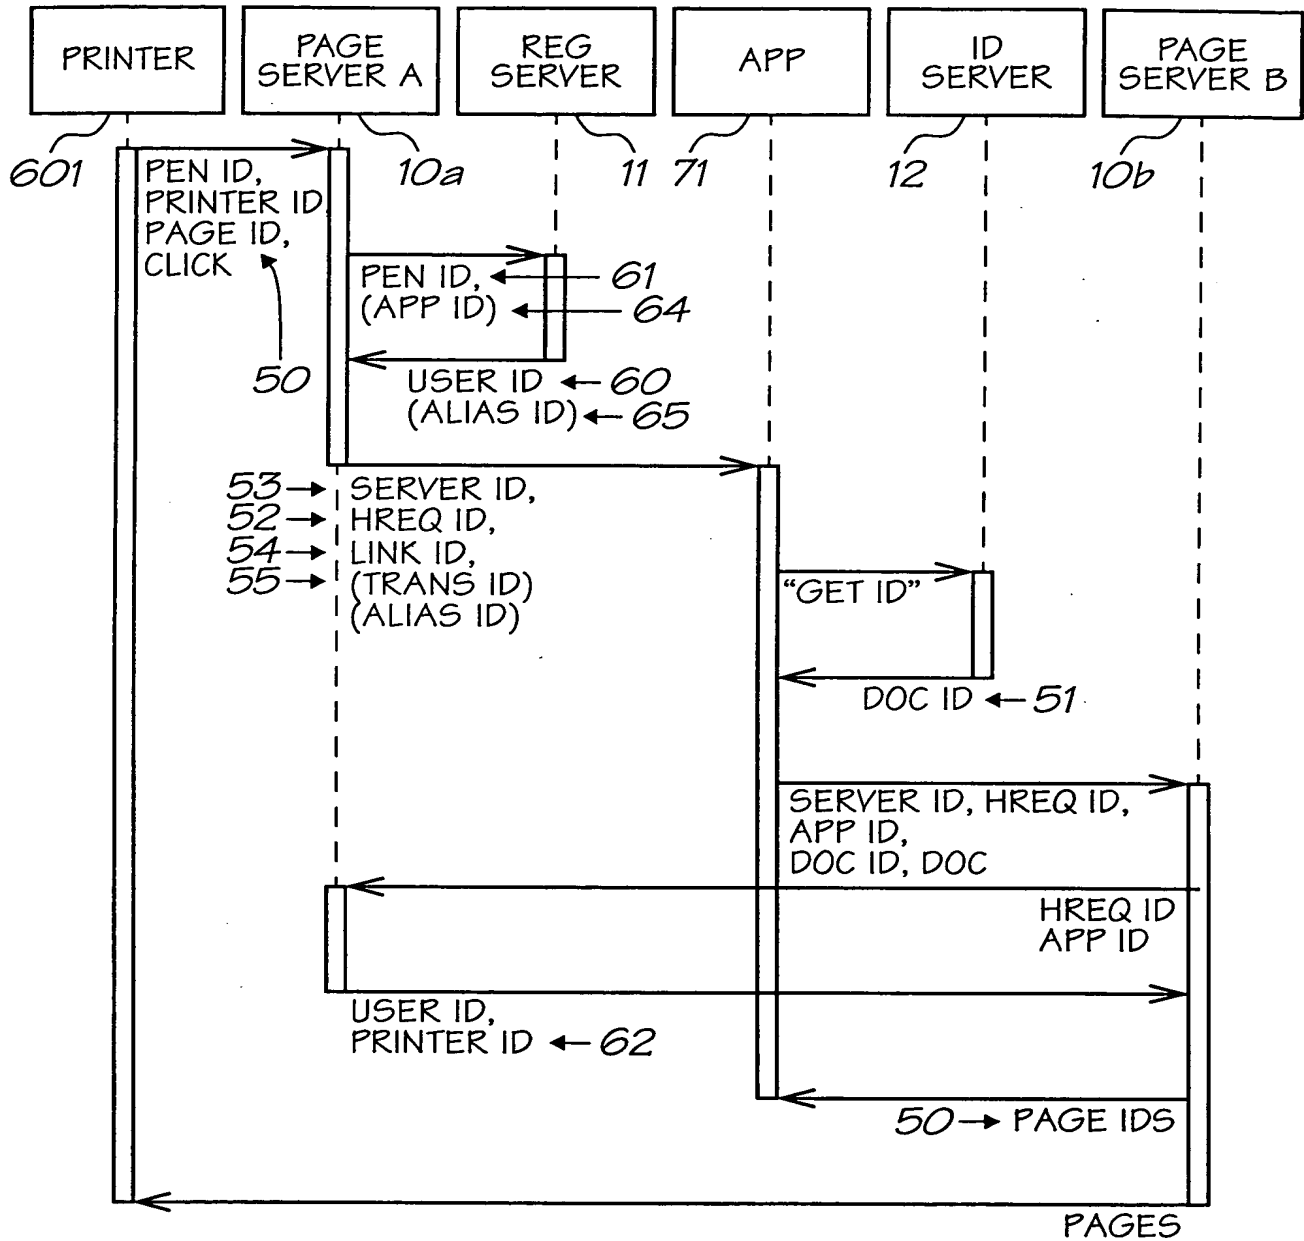 PRINTER
PAGE
SERVER A
REG
SERVER
APP
ID
SERVER
PAGE
SERVER B
601
10a
11
71
12
10b
PEN ID,
PRINTER ID
PAGE ID,
CLICK
50
PEN ID,
61
(APP ID)
64
USER ID
60
(ALIAS ID)
65
53
SERVER ID,
52
HREQ ID,
54
LINK ID,
55
(TRANS ID)
(ALIAS ID)
“GET ID”
DOC ID
51
SERVER ID, HREQ ID,
APP ID,
DOC ID, DOC
HREQ ID
APP ID
USER ID,
PRINTER ID
62
50
PAGE IDS
PAGES